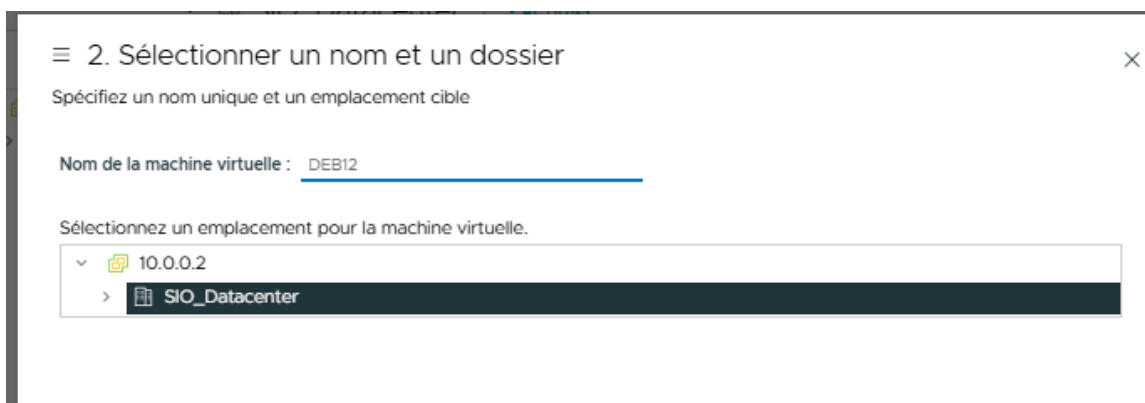 2. Sélectionner un nom et un dossier
Spécifiez un nom unique et un emplacement cible
Nom de la machine virtuelle : DEB12
Sélectionnez un emplacement pour la machine virtuelle.
10.0.0.2
SIO_Datacenter